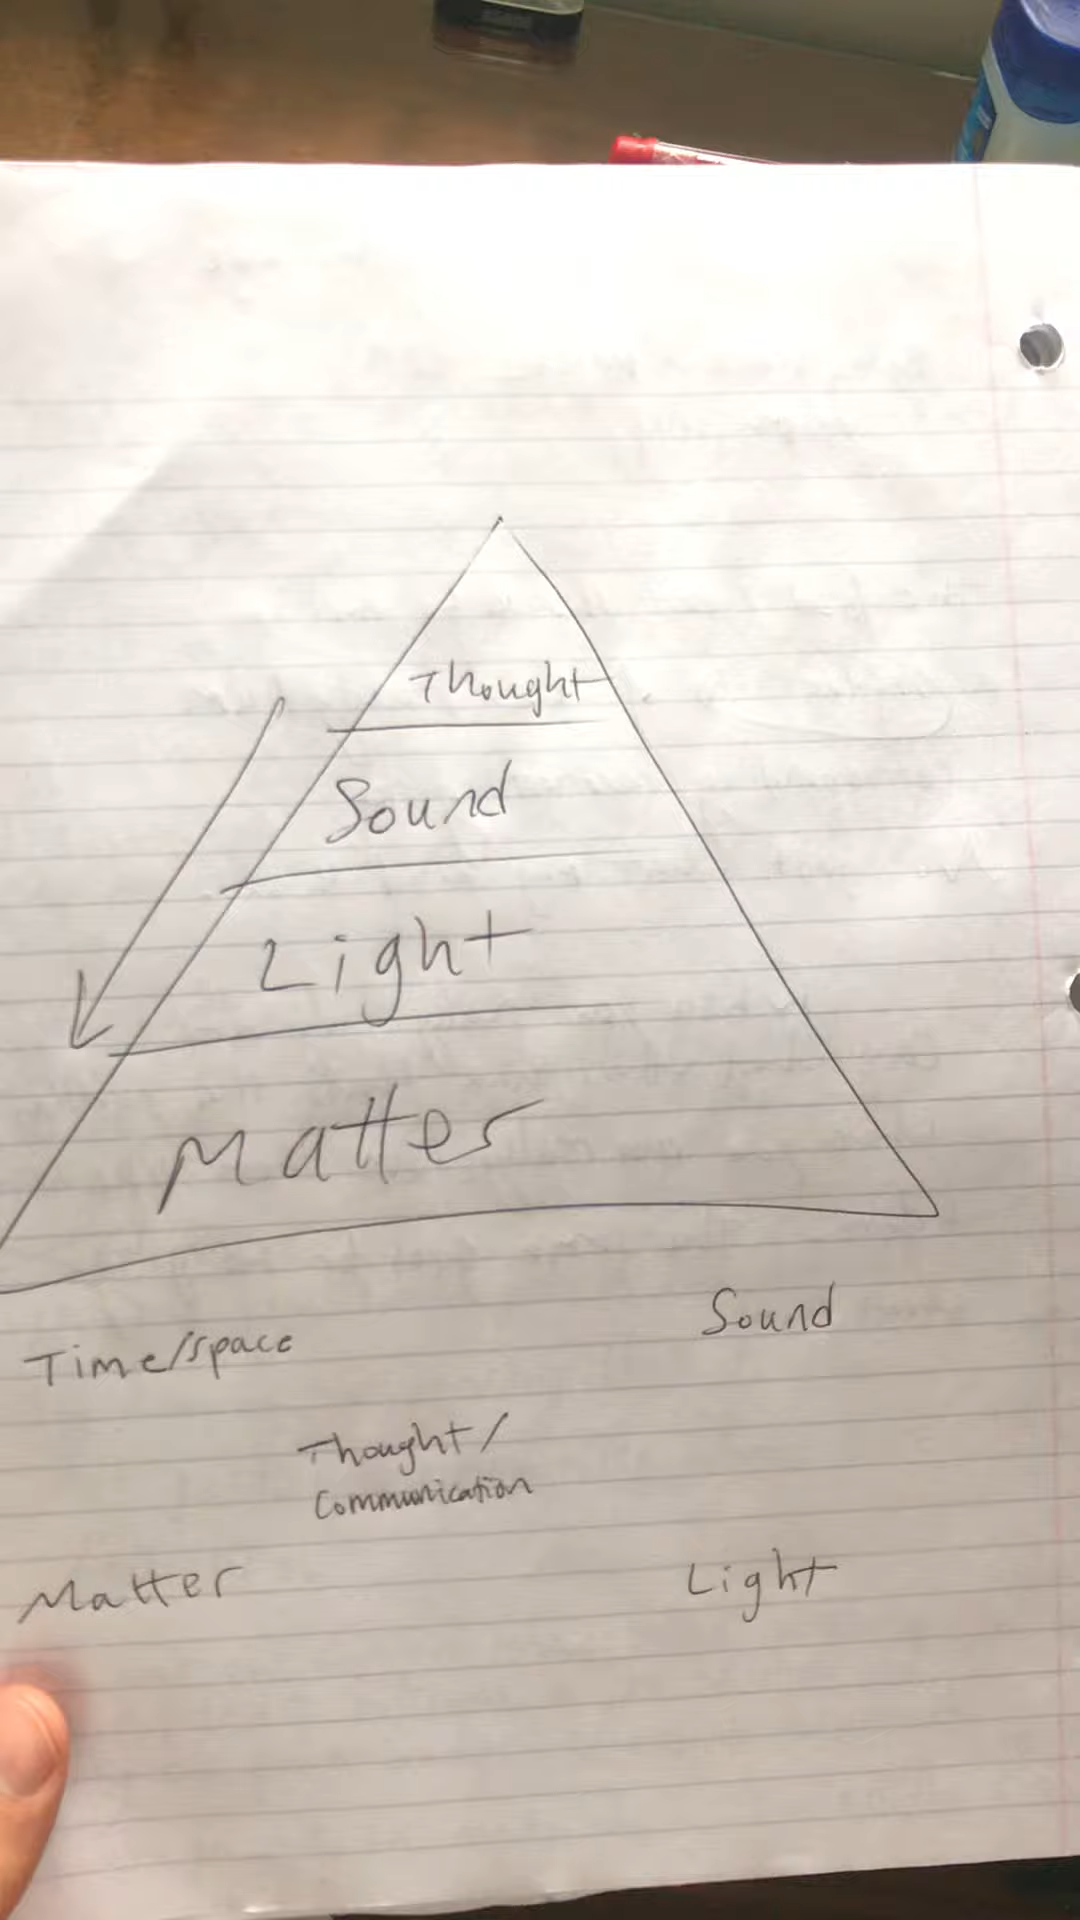 Thought
Sound
Light
Matter
Time/space
Sound
Thought/
Communication
Matter
Light